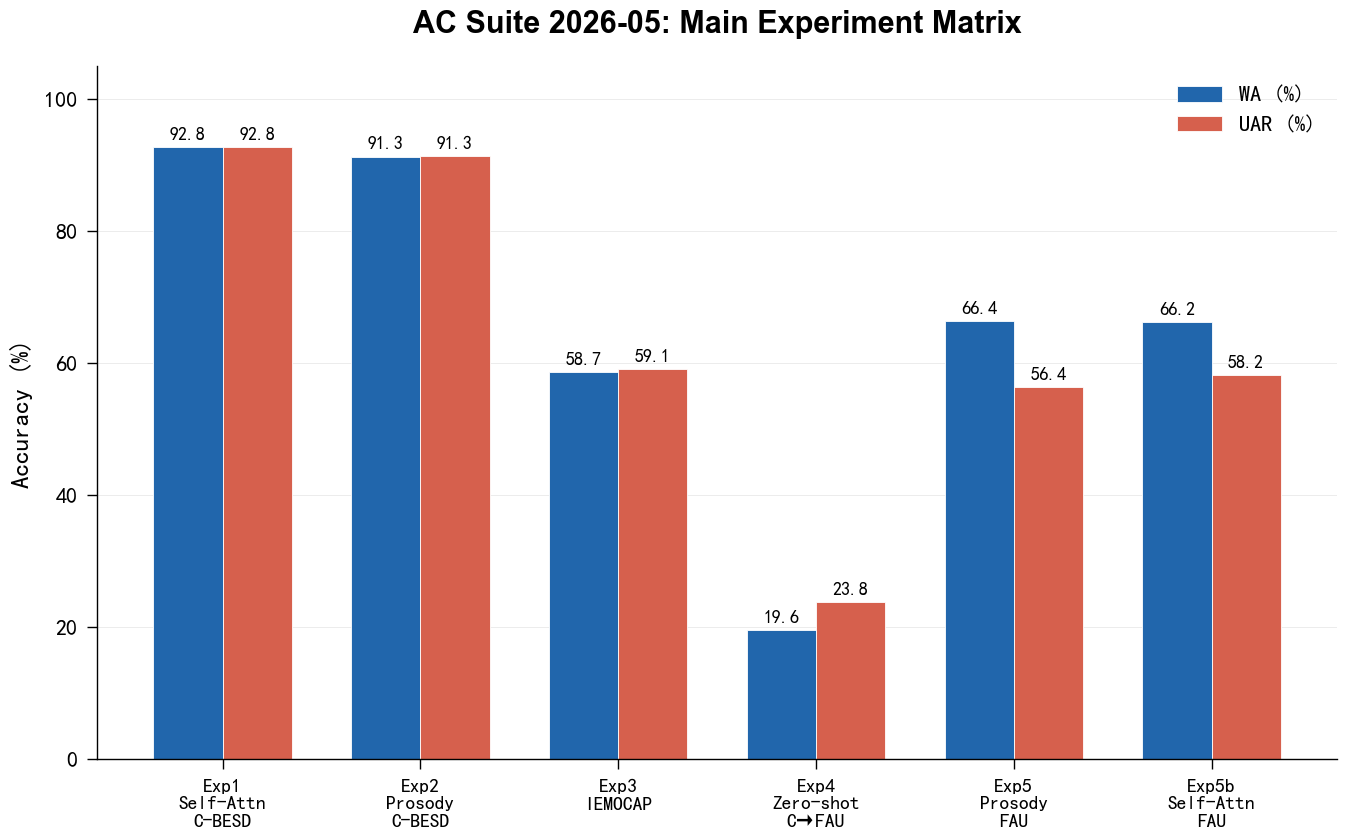 AC Suite 2026-05: Main Experiment Matrix
WA (%)
UAR (%)
Accuracy (%)
100
80
60
40
20
0
92.8
92.8
91.3
91.3
58.7
59.1
19.6
23.8
66.4
56.4
66.2
58.2
Exp1
Self-Attn
C-BESD
Exp2
Prosody
C-BESD
Exp3
IEMOCAP
Exp4
Zero-shot
C→FAU
Exp5
Prosody
FAU
Exp5b
Self-Attn
FAU